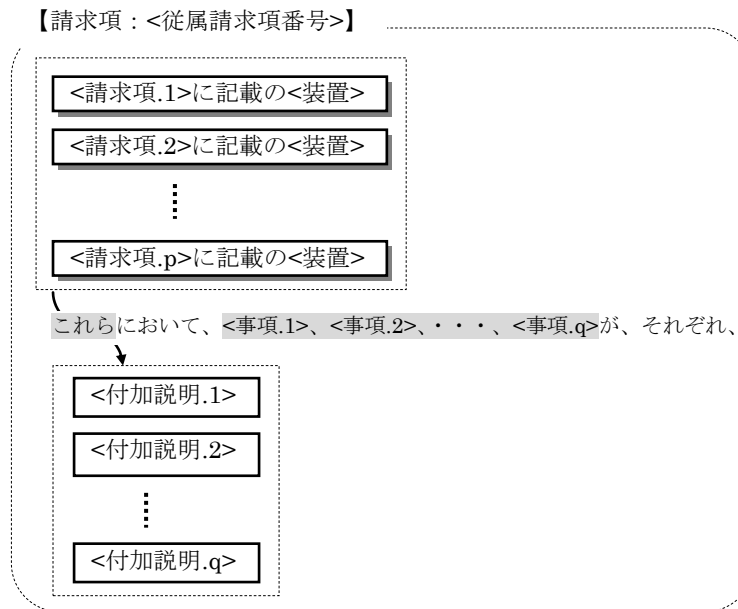 【請求項：<従属請求項番号>】
<請求項.1>に記載の<装置>
<請求項.2>に記載の<装置>
<請求項.p>に記載の<装置>
これらにおいて、<事項.1>、<事項.2>、・・・、<事項.q>が、それぞれ、
<付加説明.1>
<付加説明.2>
<付加説明.q>